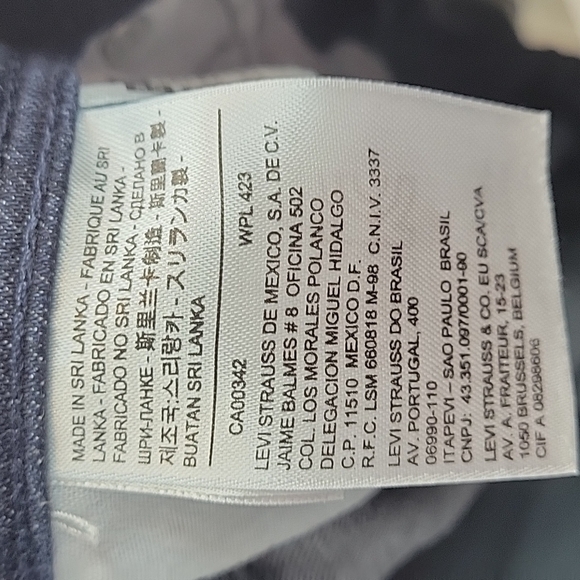 MADE IN SRI LANKA - FABRIQUE AU SRI
LANKA - FABRICADO EN SRI LANKA -
FABRICADO NO SRI LANKA - СДЕЛАНО В
ШРИ-ЛАНКЕ - 斯里兰卡制造 - 斯里蘭卡製 -
제조국:스리랑카 - スリランカ製 -
BUATAN SRI LANKA
CA00342 WPL 423
LEVI STRAUSS DE MEXICO, S.A. DE C.V.
JAIME BALMES # 8 OFICINA 502
COL. LOS MORALES POLANCO
DELEGACION MIGUEL HIDALGO
C.P. 11510 MEXICO D.F.
R.F.C. LSM 660818 M-98 C.N.I.V. 3337
LEVI STRAUSS DO BRASIL
AV. PORTUGAL, 400
06990-110
ITAPEVI – SAO PAULO BRASIL
CNPJ: 43.351.097/0001-90
LEVI STRAUSS & CO. EU SCA/CVA
AV. A. FRAITEUR, 15-23
1050 BRUSSELS, BELGIUM
CIF A 08298606